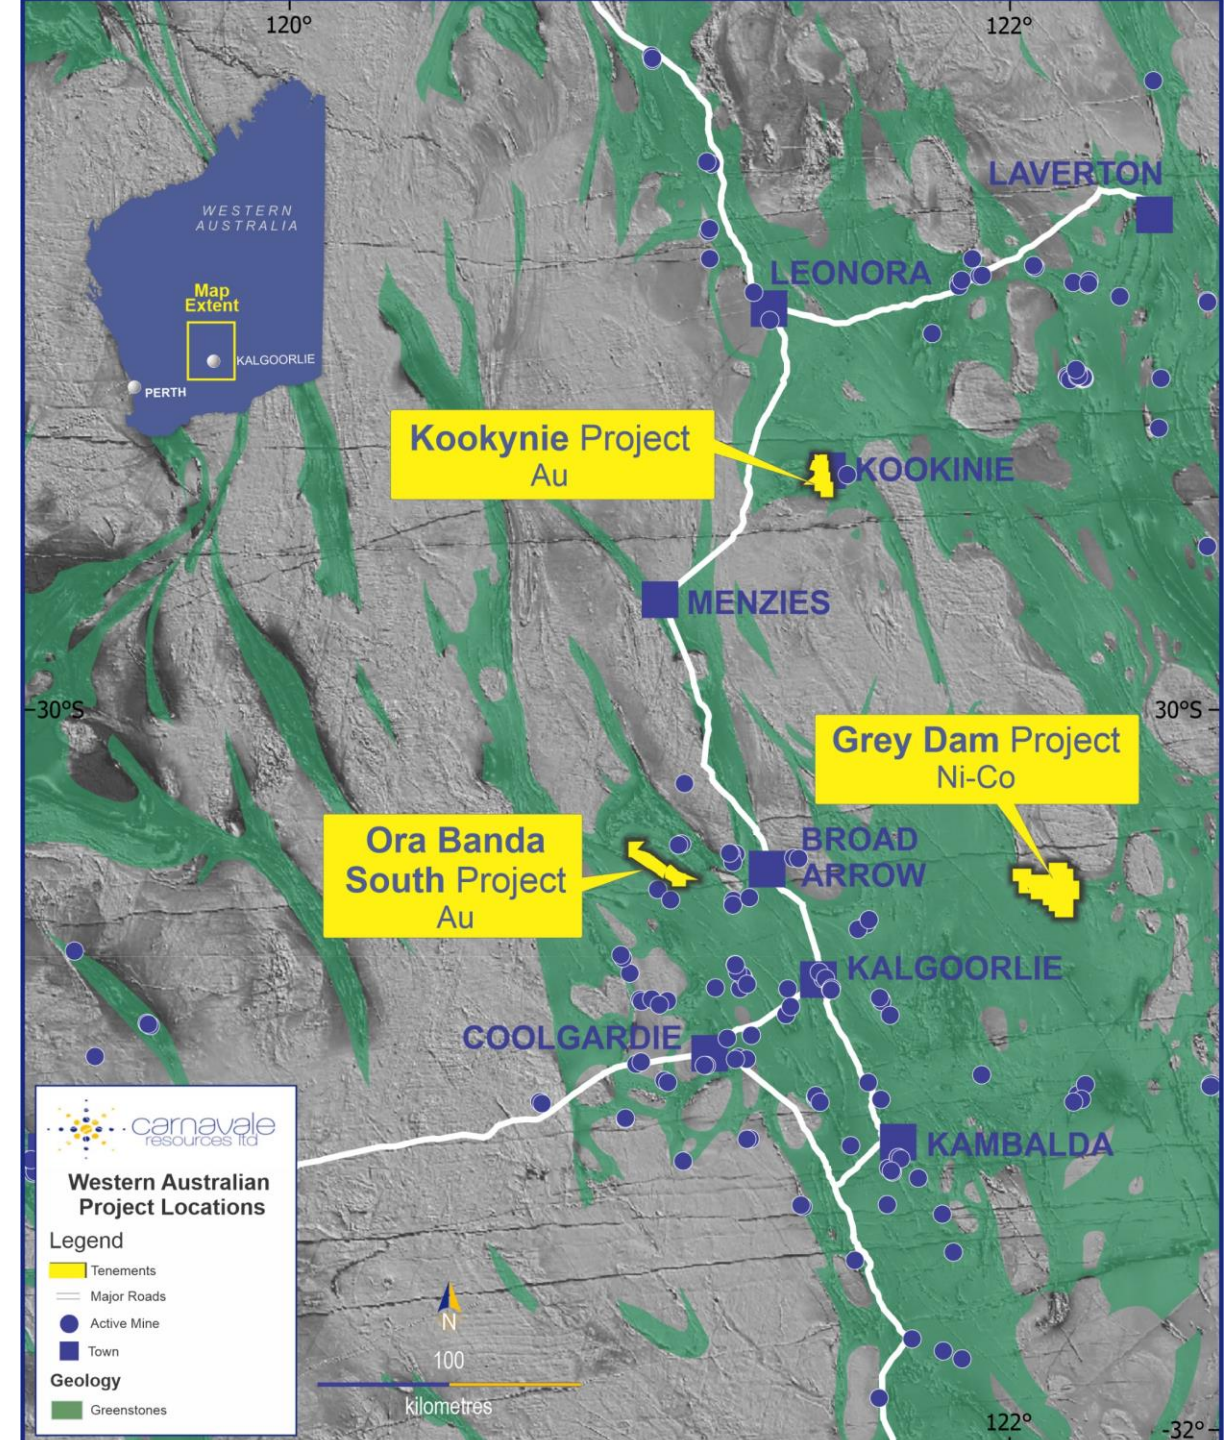 120°
122°
LAVERTON
WESTERN
AUSTRALIA
LEONORA
Map
Extent
KALGOORLIE
PERTH
Kookynie Project
Au
KOOKINIE
MENZIES
30°S
30°S
Grey Dam Project
Ni-Co
Ora Banda
South Project
Au
BROAD
ARROW
KALGOORLIE
COOLGARDIE
KAMBALDA
carnavale
resources ltd
Western Australian
Project Locations
Legend
Tenements
Major Roads
Active Mine
Town
Geology
Greenstones
N
100
kilometres
122°
-32°